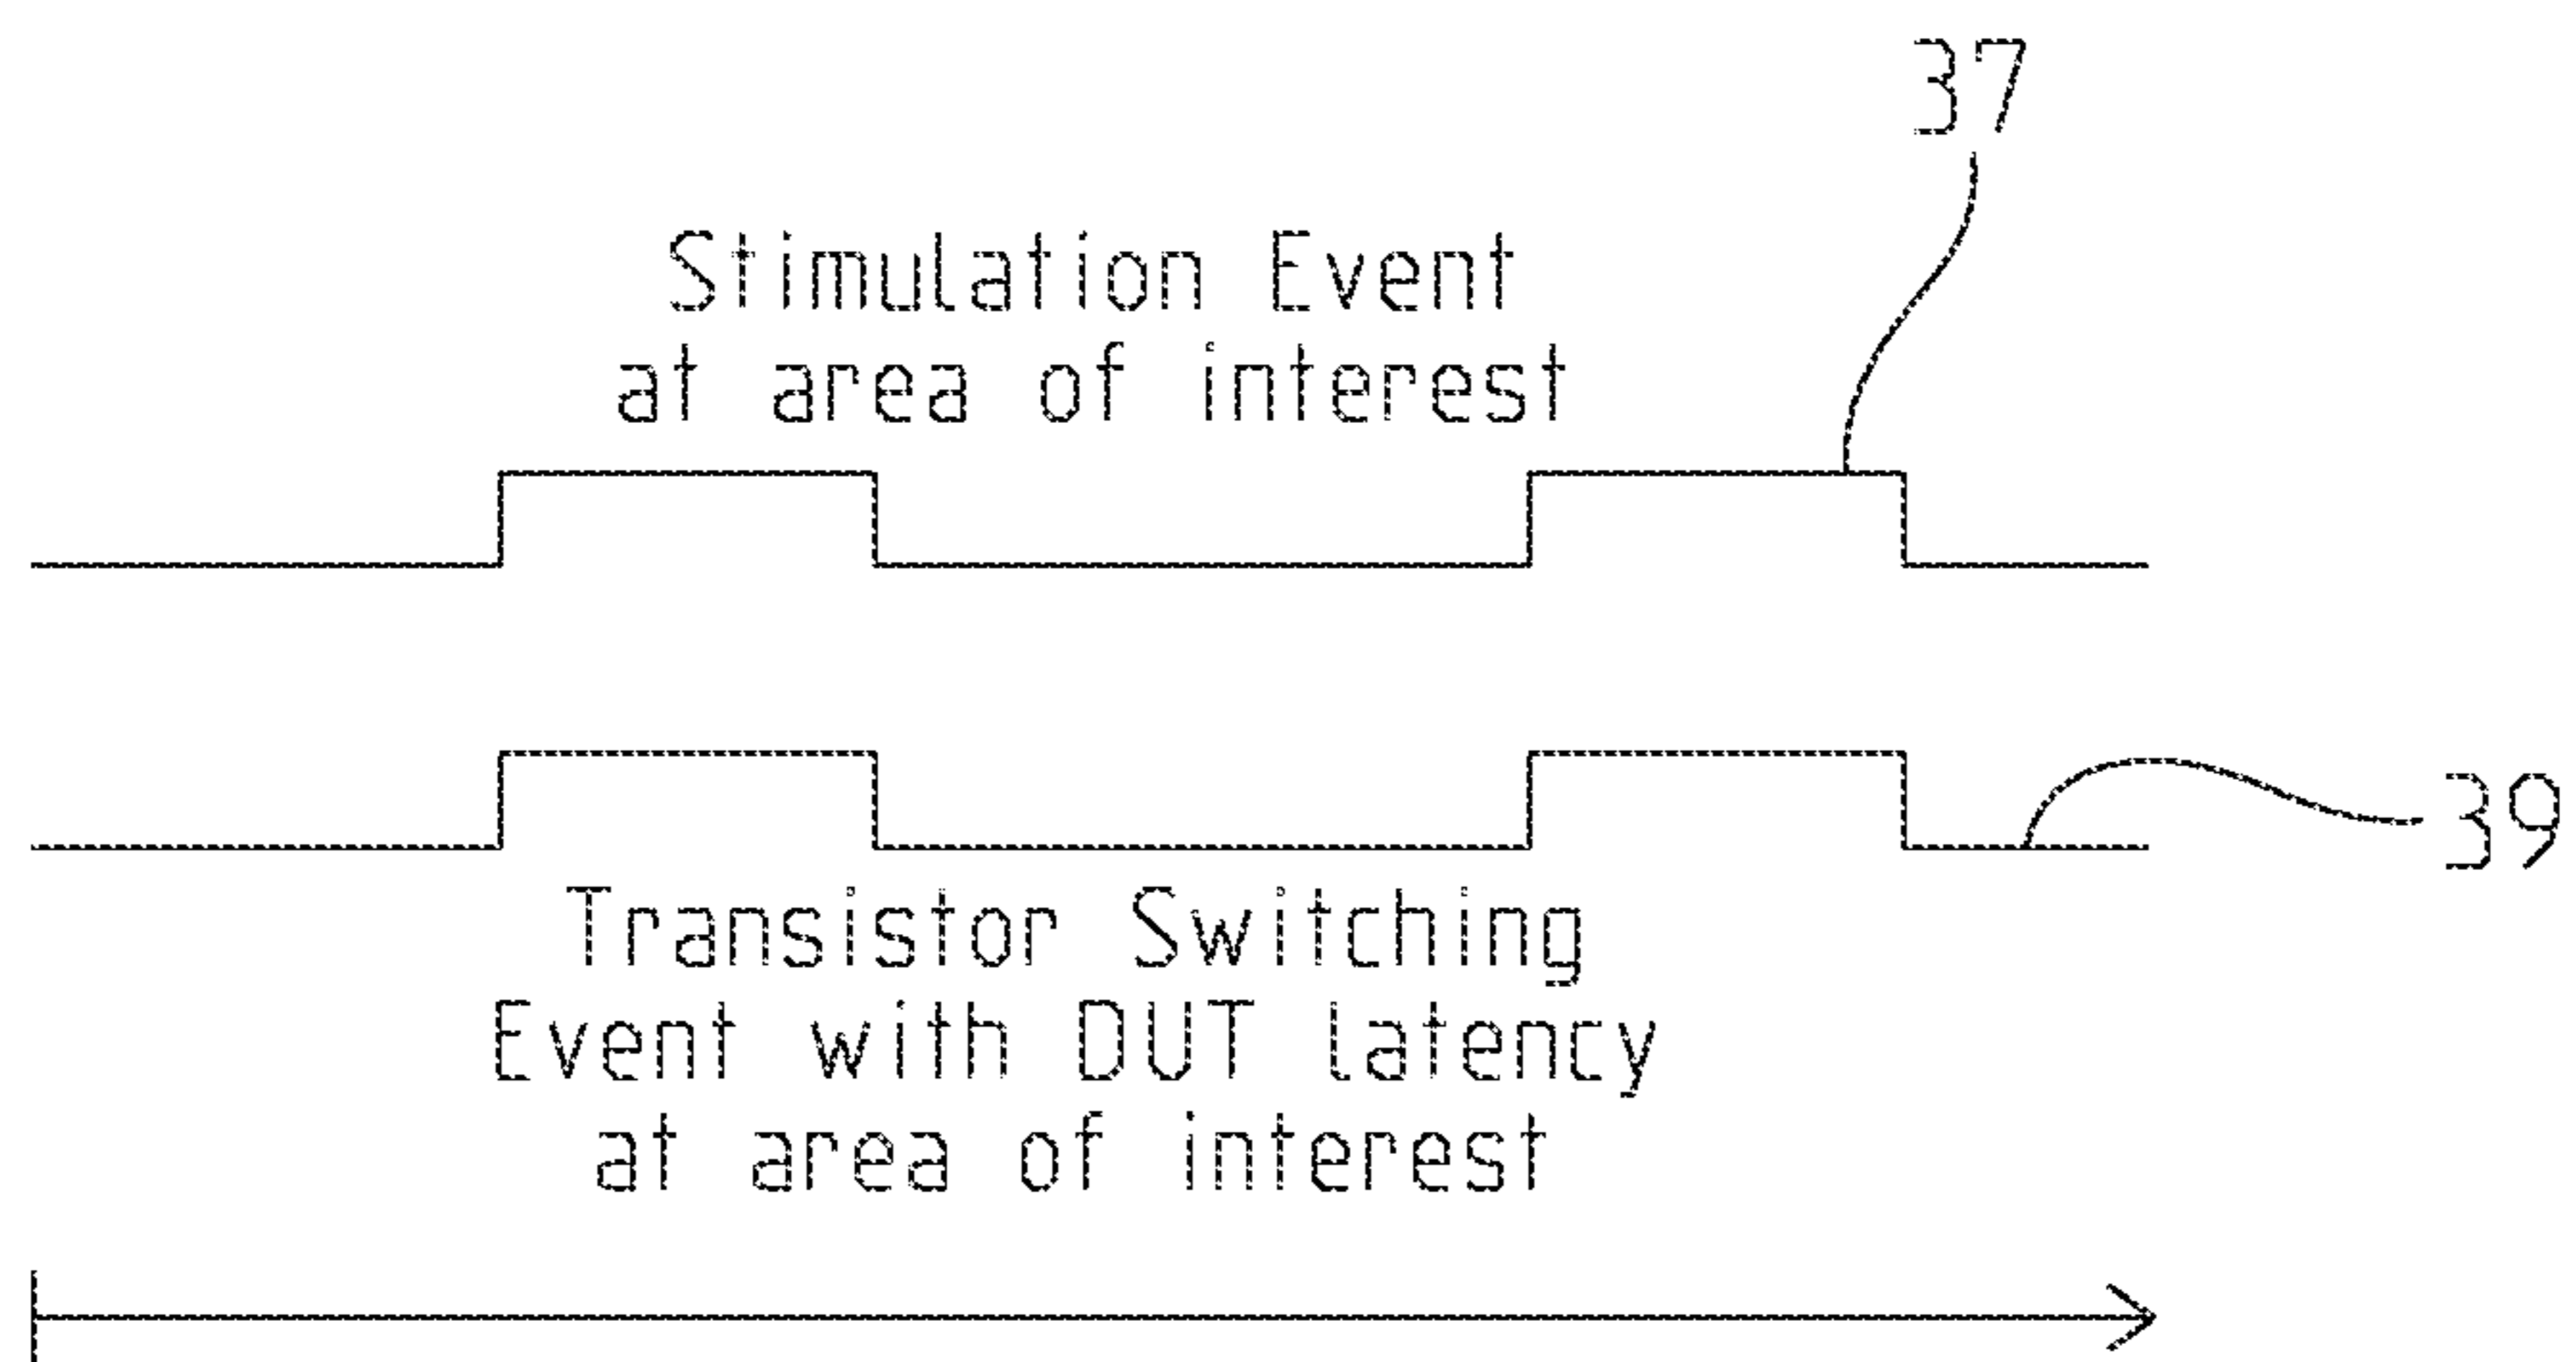 37
Stimulation Event
at area of interest
39
Transistor Switching
Event with DUT latency
at area of interest